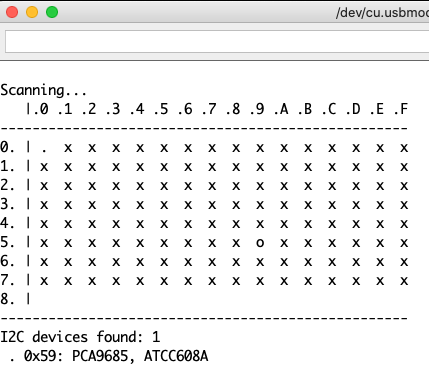 /dev/cu.usbmod
Scanning...
   |.0 .1 .2 .3 .4 .5 .6 .7 .8 .9 .A .B .C .D .E .F
---------------------------------------------------
0. | .  x  x  x  x  x  x  x  x  x  x  x  x  x  x  x
1. | x  x  x  x  x  x  x  x  x  x  x  x  x  x  x  x
2. | x  x  x  x  x  x  x  x  x  x  x  x  x  x  x  x
3. | x  x  x  x  x  x  x  x  x  x  x  x  x  x  x  x
4. | x  x  x  x  x  x  x  x  x  x  x  x  x  x  x  x
5. | x  x  x  x  x  x  x  x  x  o  x  x  x  x  x  x
6. | x  x  x  x  x  x  x  x  x  x  x  x  x  x  x  x
7. | x  x  x  x  x  x  x  x  x  x  x  x  x  x  x  x
8. |
---------------------------------------------------
I2C devices found: 1
 . 0x59: PCA9685, ATCC608A